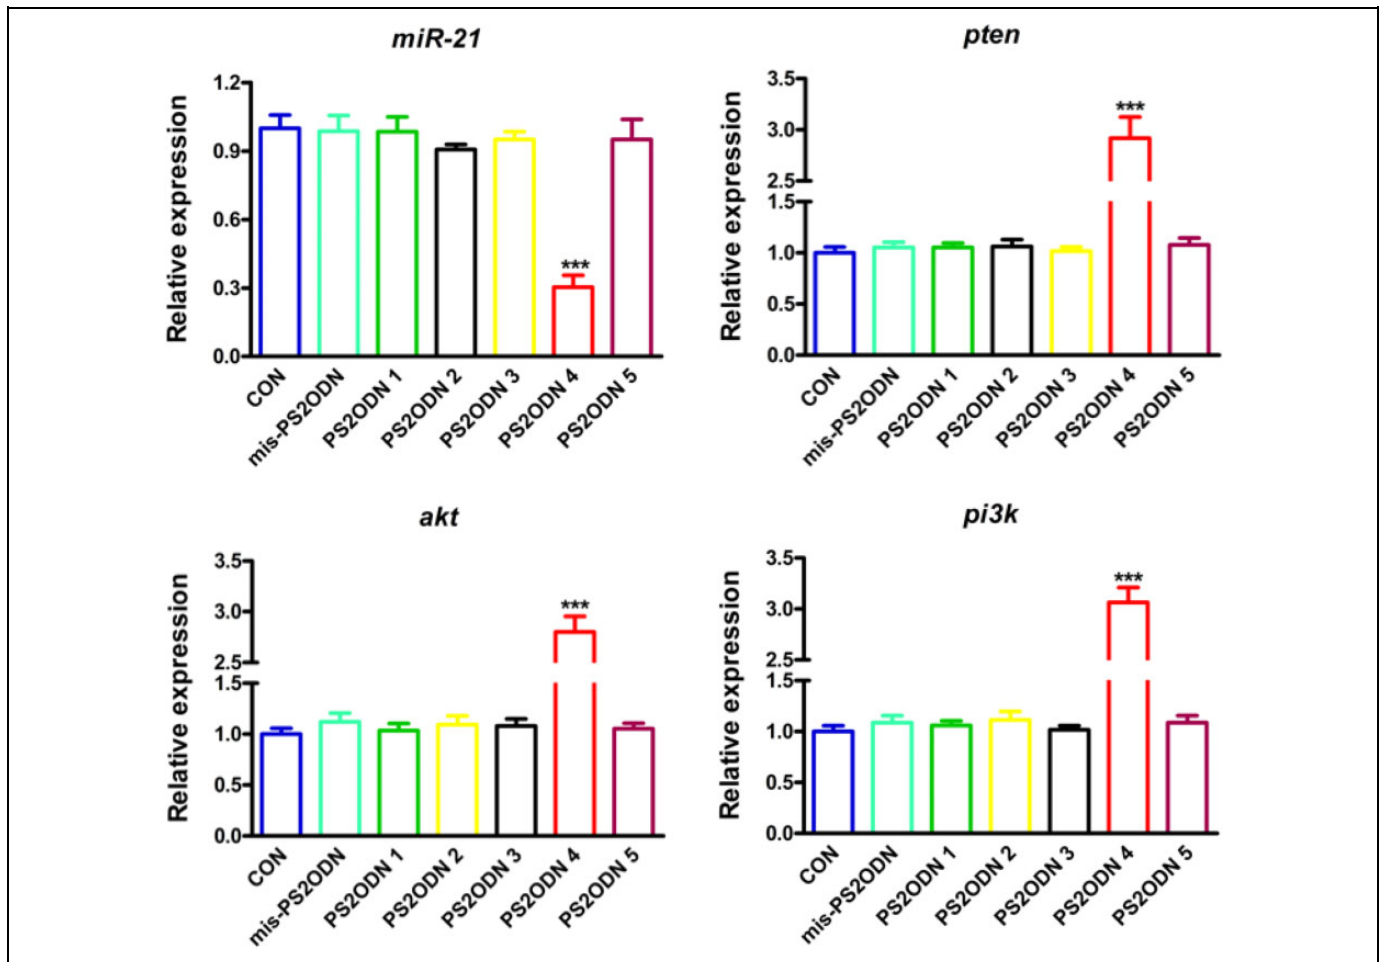 miR-21
Relative expression
1.2
0.9
0.6
0.3
0.0
***
CON
mis-PS2ODN
PS2ODN 1
PS2ODN 2
PS2ODN 3
PS2ODN 4
PS2ODN 5
pten
Relative expression
3.5
3.0
2.5
1.5
1.0
0.5
0.0
***
CON
mis-PS2ODN
PS2ODN 1
PS2ODN 2
PS2ODN 3
PS2ODN 4
PS2ODN 5
akt
Relative expression
3.5
3.0
2.5
1.5
1.0
0.5
0.0
***
CON
mis-PS2ODN
PS2ODN 1
PS2ODN 2
PS2ODN 3
PS2ODN 4
PS2ODN 5
pi3k
Relative expression
3.5
3.0
2.5
1.5
1.0
0.5
0.0
***
CON
mis-PS2ODN
PS2ODN 1
PS2ODN 2
PS2ODN 3
PS2ODN 4
PS2ODN 5